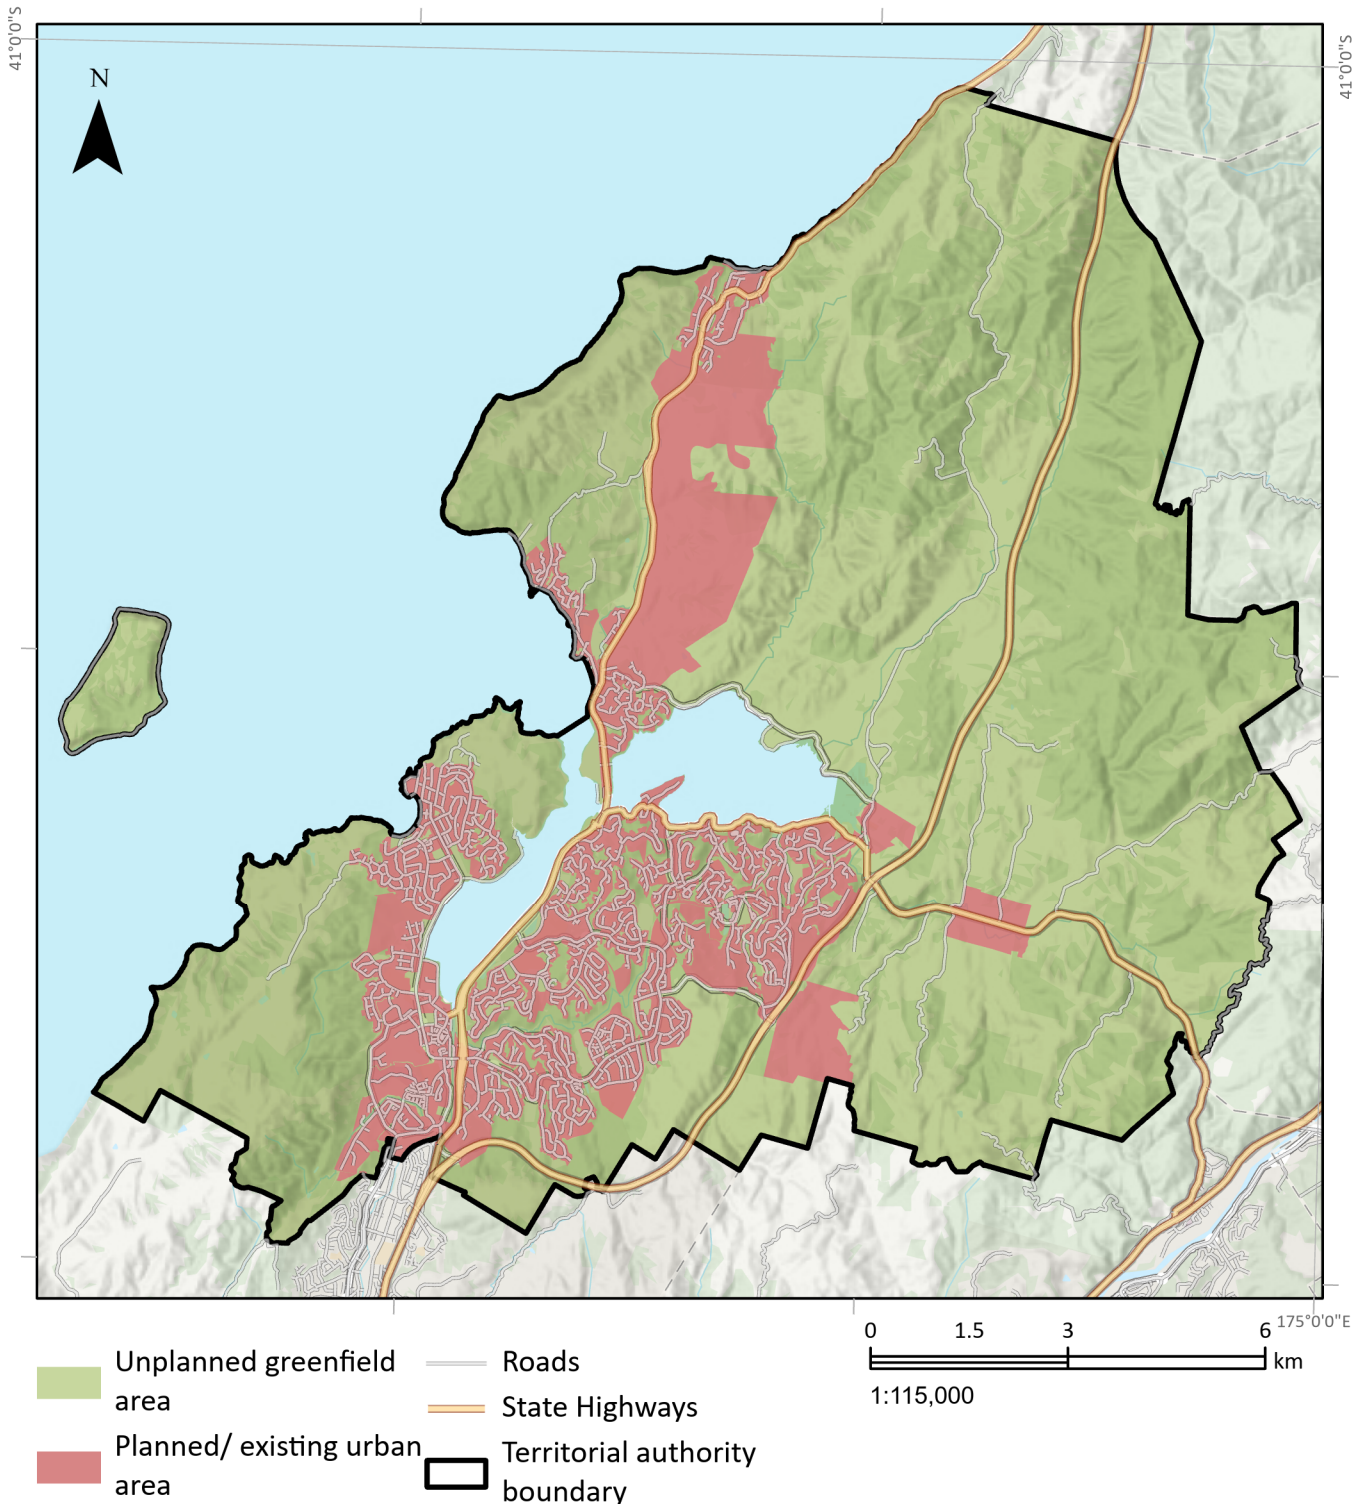 41°0'0"S
41°0'0"S
N
175°0'0"E
0 1.5 3 6
km
1:115,000
Unplanned greenfield
area
Planned/ existing urban
area
Roads
State Highways
Territorial authority
boundary